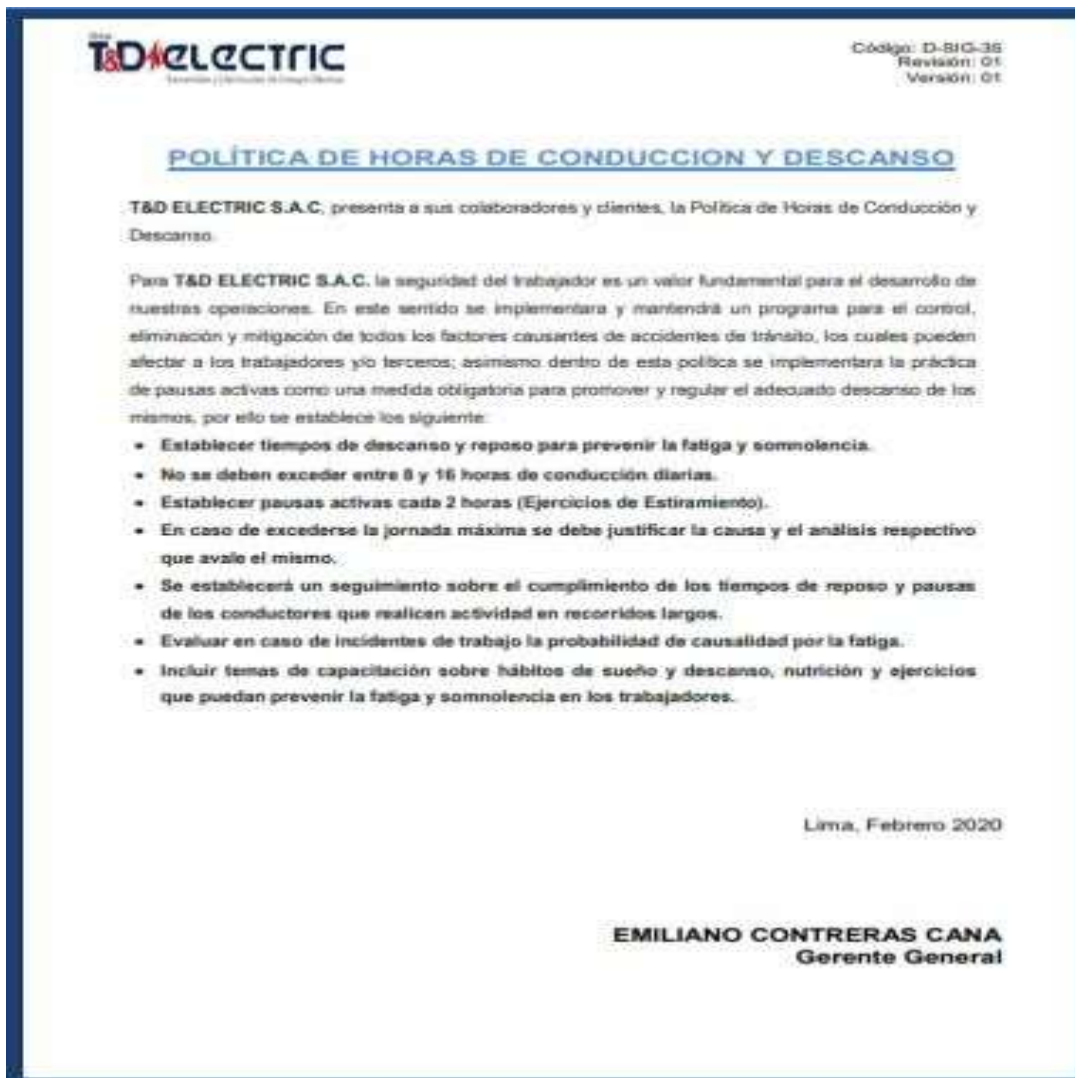 T&D ELECTRIC
Código: D-SIG-35
Revisión: 01
Versión: 01
POLÍTICA DE HORAS DE CONDUCCION Y DESCANSO
T&D ELECTRIC S.A.C, presenta a sus colaboradores y clientes, la Política de Horas de Conducción y
Descanso.
Para T&D ELECTRIC S.A.C. la seguridad del trabajador es un valor fundamental para el desarrollo de
nuestras operaciones. En este sentido se implementara y mantendrá un programa para el control,
eliminación y mitigación de todos los factores causantes de accidentes de tránsito, los cuales pueden
afectar a los trabajadores y/o terceros; asimismo dentro de esta política se implementara la práctica
de pausas activas como una medida obligatoria para promover y regular el adecuado descanso de los
mismos, por ello se establece los siguiente:
• Establecer tiempos de descanso y reposo para prevenir la fatiga y somnolencia.
• No se deben exceder entre 8 y 16 horas de conducción diarias.
• Establecer pausas activas cada 2 horas (Ejercicios de Estiramiento).
• En caso de excederse la jornada máxima se debe justificar la causa y el análisis respectivo
que avale el mismo.
• Se establecerá un seguimiento sobre el cumplimiento de los tiempos de reposo y pausas
de los conductores que realicen actividad en recorridos largos.
• Evaluar en caso de incidentes de trabajo la probabilidad de causalidad por la fatiga.
• Incluir temas de capacitación sobre hábitos de sueño y descanso, nutrición y ejercicios
que puedan prevenir la fatiga y somnolencia en los trabajadores.
Lima, Febrero 2020
EMILIANO CONTRERAS CANA
Gerente General